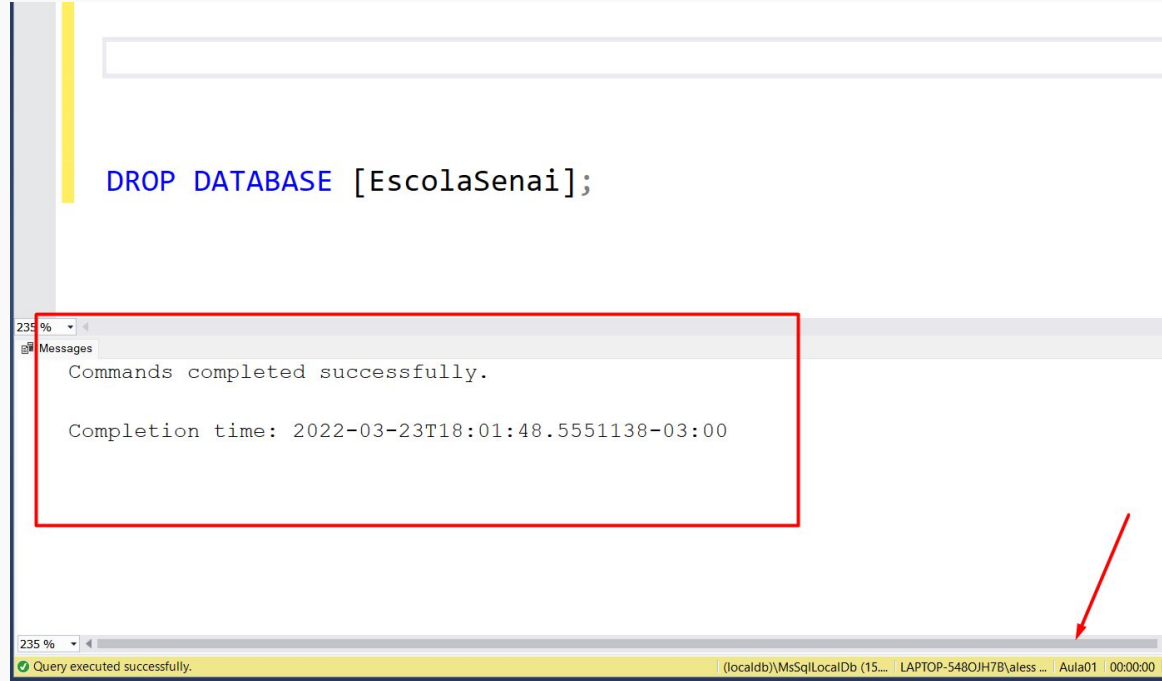 DROP DATABASE [EscolaSenai];
235 %
Messages
Commands completed successfully.
Completion time: 2022-03-23T18:01:48.5551138-03:00
235 %
Query executed successfully.
(localdb)\MsSqlLocalDb (15.... LAPTOP-548OJH7B\aless ... Aula01 00:00:00